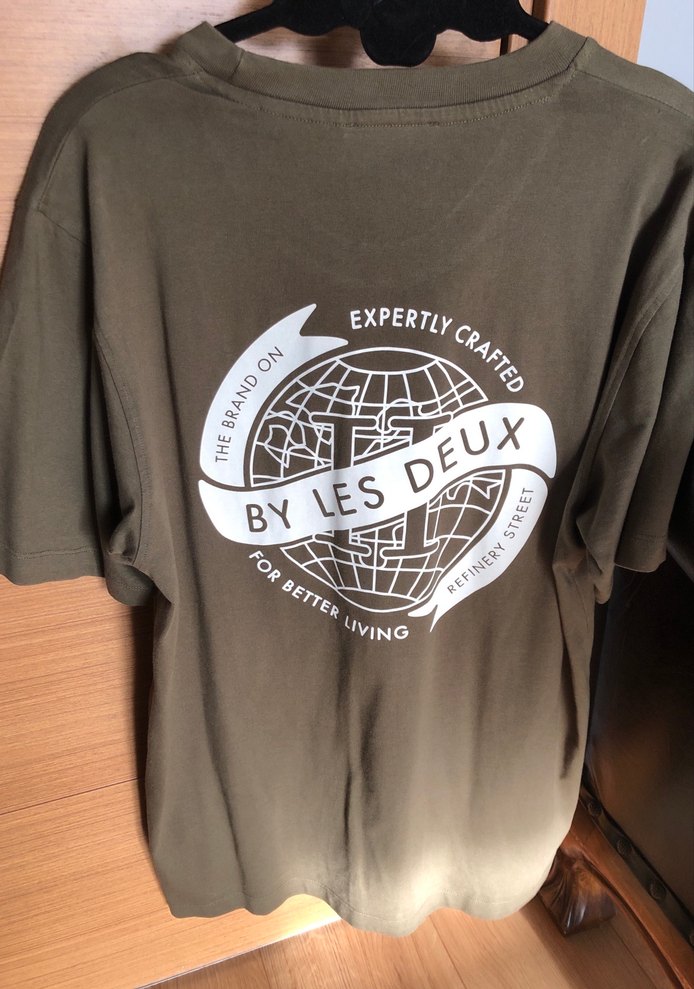 EXPERTLY CRAFTED
THE BRAND ON
BY LES DEUX
REFINERY STREET
FOR BETTER LIVING